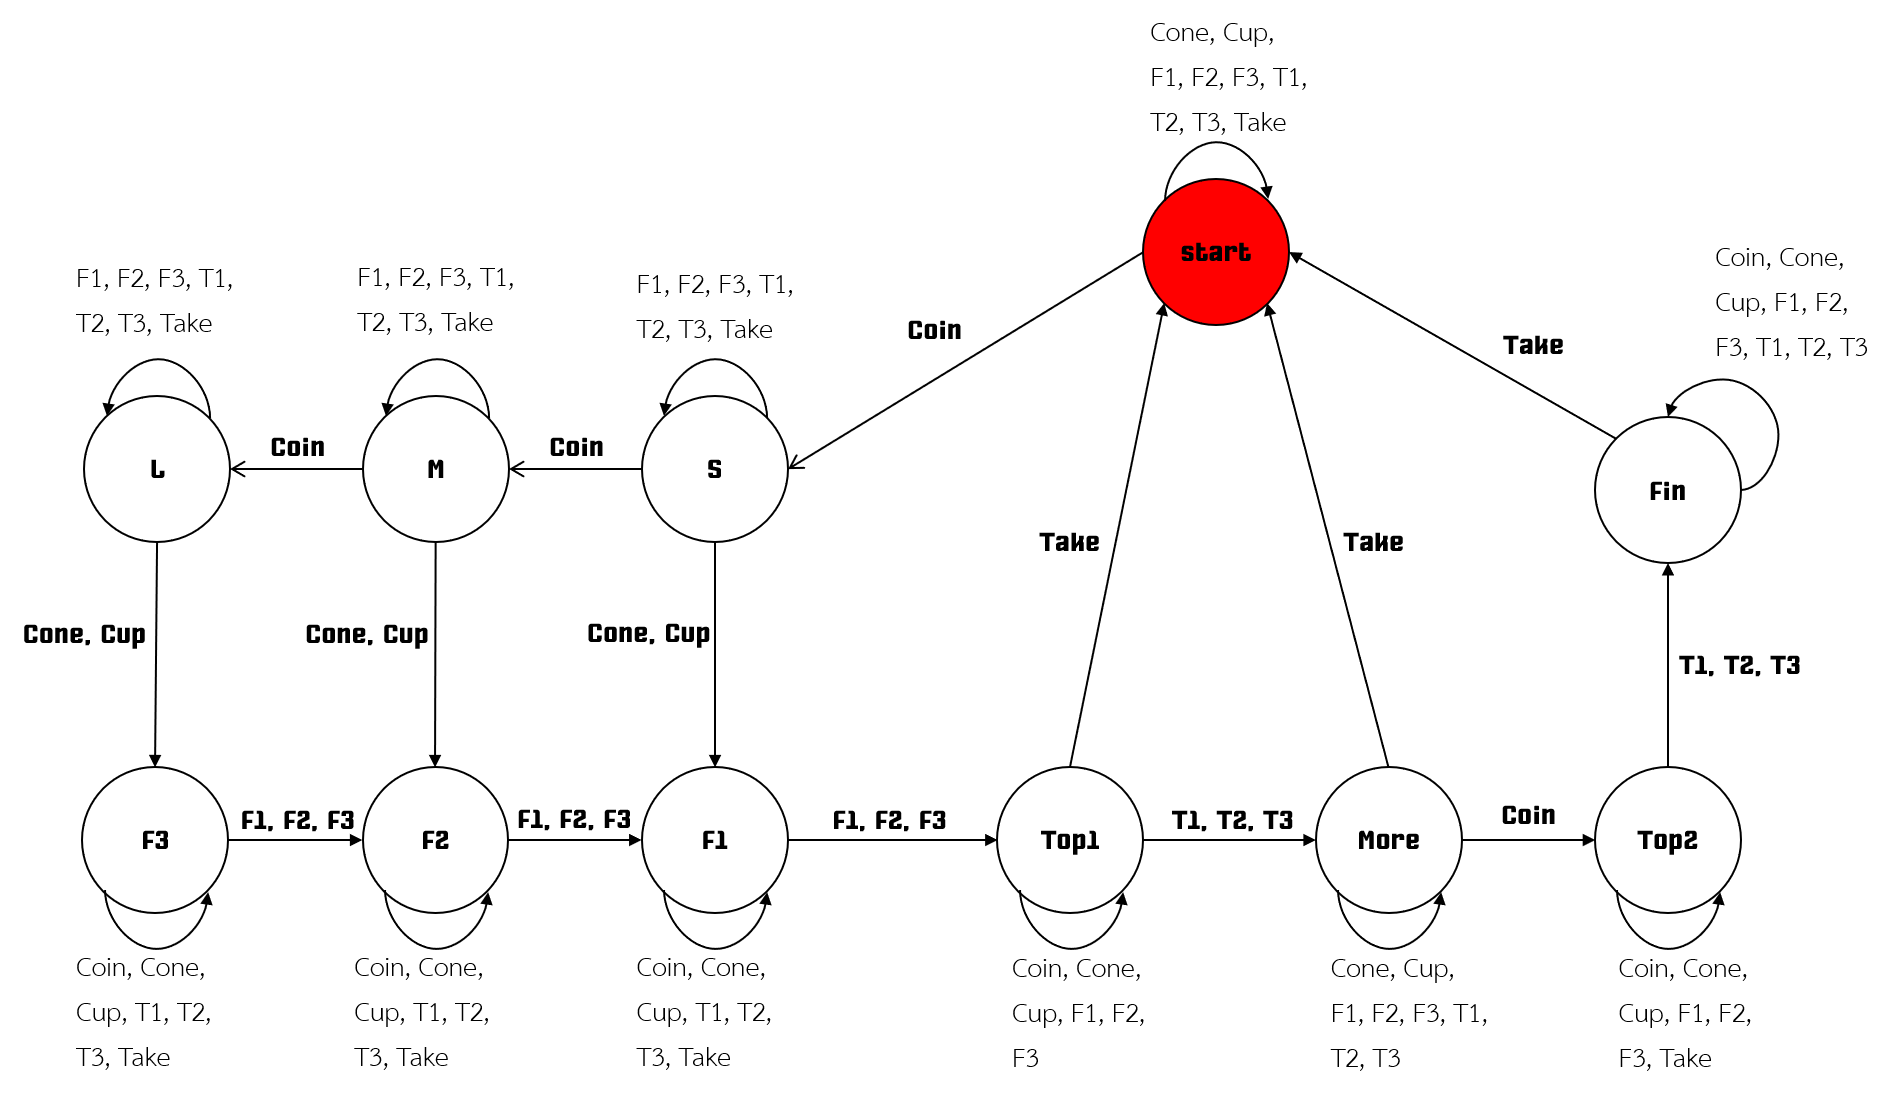 Cone, Cup,
F1, F2, F3, T1,
T2, T3, Take
start
Coin, Cone,
Cup, F1, F2,
F3, T1, T2, T3
F1, F2, F3, T1,
T2, T3, Take
F1, F2, F3, T1,
T2, T3, Take
F1, F2, F3, T1,
T2, T3, Take
Coin
Take
Coin
Coin
L
M
S
Fin
Take
Take
Cone, Cup
Cone, Cup
Cone, Cup
T1, T2, T3
F1, F2, F3
F1, F2, F3
F1, F2, F3
T1, T2, T3
Coin
F3
F2
F1
Top1
More
Top2
Coin, Cone,
Cup, T1, T2,
T3, Take
Coin, Cone,
Cup, T1, T2,
T3, Take
Coin, Cone,
Cup, T1, T2,
T3, Take
Coin, Cone,
Cup, F1, F2,
F3
Cone, Cup,
F1, F2, F3, T1,
T2, T3
Coin, Cone,
Cup, F1, F2,
F3, Take